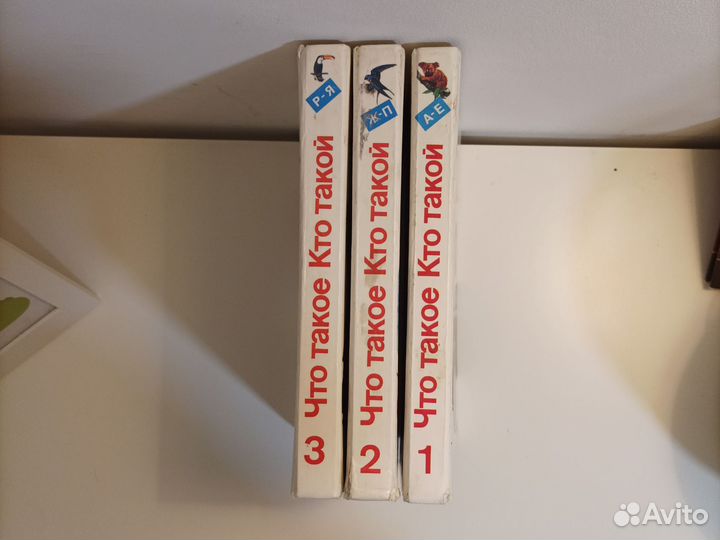 3 Что такое Кто такой Р-Я
2 Что такое Кто такой Ж-П
1 Что такое Кто такой А-Е
Avito